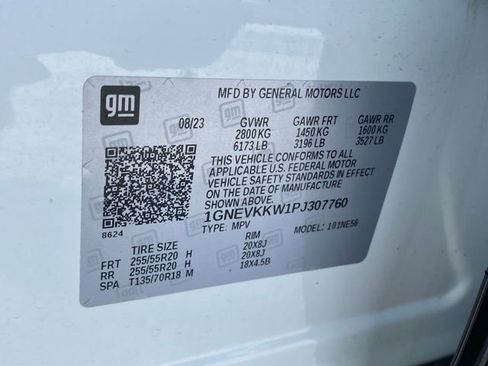 gm
MFD BY GENERAL MOTORS LLC
08/23 GVWR GAWR FRT GAWR RR
2800 KG 1450 KG 1600 KG
6173 LB 3196 LB 3527 LB
THIS VEHICLE CONFORMS TO ALL
APPLICABLE U.S. FEDERAL MOTOR
VEHICLE SAFETY STANDARDS IN EFFECT
ON THE DATE OF MANUFACTURE SHOWN ABOVE.
1GNEVKKW1PJ307760
8624 TYPE: MPV MODEL: 101NE56
TIRE SIZE RIM
FRT 255/55R20 H 20X8J
RR 255/55R20 H 20X8J
SPA T135/70R18 M 18X4.5B